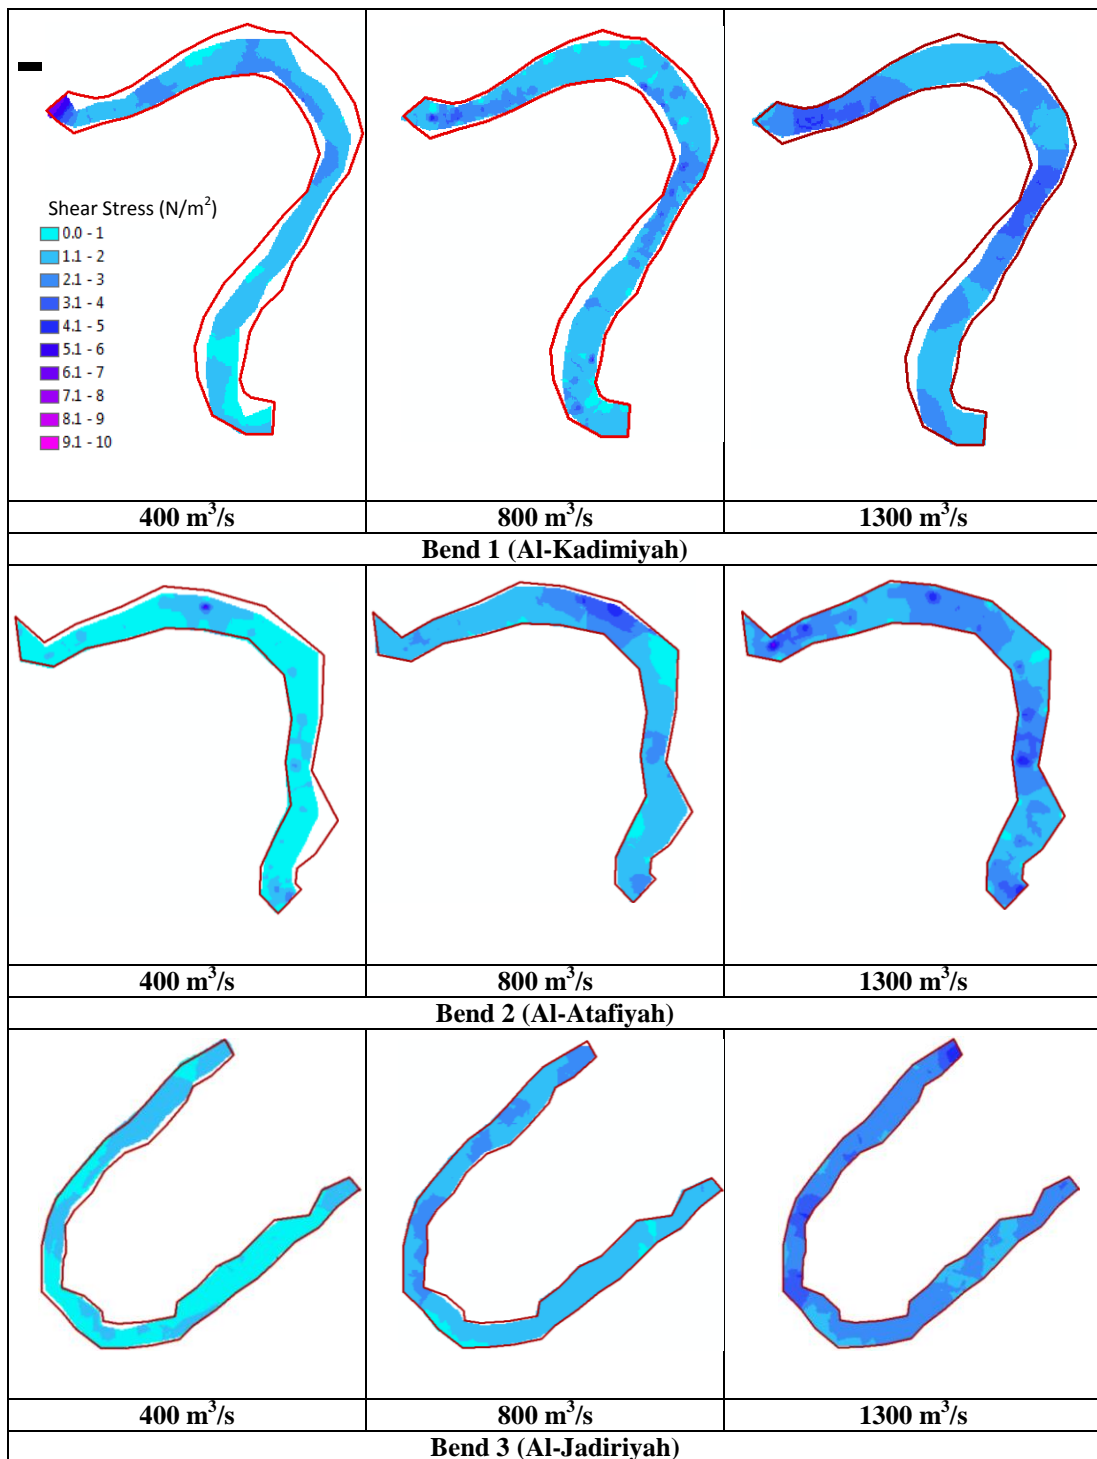 Shear Stress (N/m²)
0.0 - 1
1.1 - 2
2.1 - 3
3.1 - 4
4.1 - 5
5.1 - 6
6.1 - 7
7.1 - 8
8.1 - 9
9.1 - 10
400 m³/s 800 m³/s 1300 m³/s
Bend 1 (Al-Kadimiyah)
400 m³/s 800 m³/s 1300 m³/s
Bend 2 (Al-Atafiyah)
400 m³/s 800 m³/s 1300 m³/s
Bend 3 (Al-Jadiriyah)